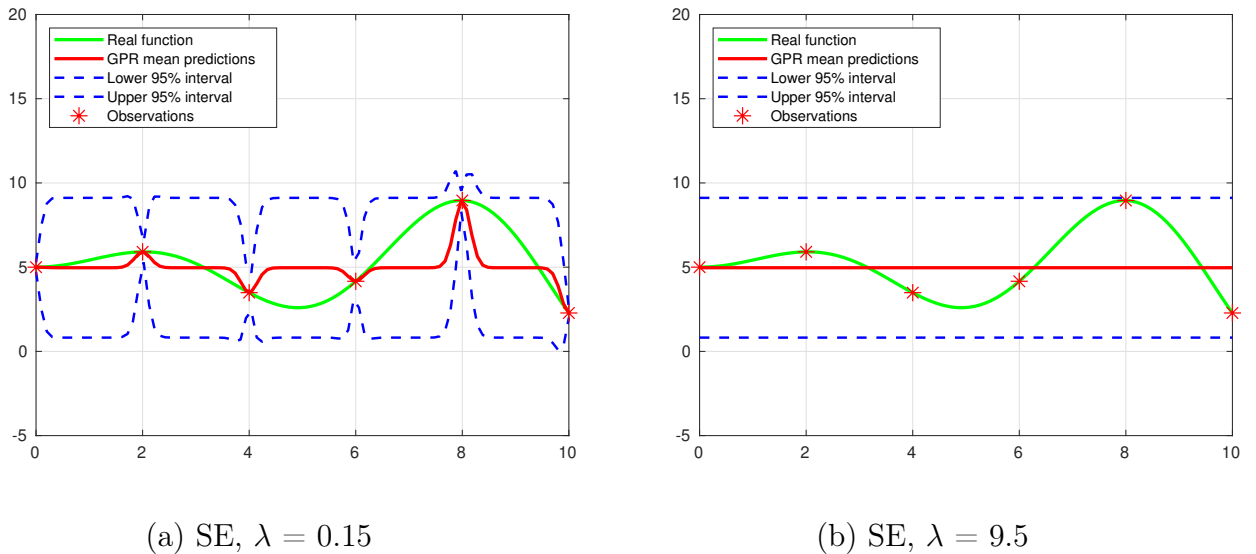 20
15
10
5
0
-5
0 2 4 6 8 10
Real function
GPR mean predictions
Lower 95% interval
Upper 95% interval
Observations
(a) SE, λ = 0.15
20
15
10
5
0
-5
0 2 4 6 8 10
Real function
GPR mean predictions
Lower 95% interval
Upper 95% interval
Observations
(b) SE, λ = 9.5